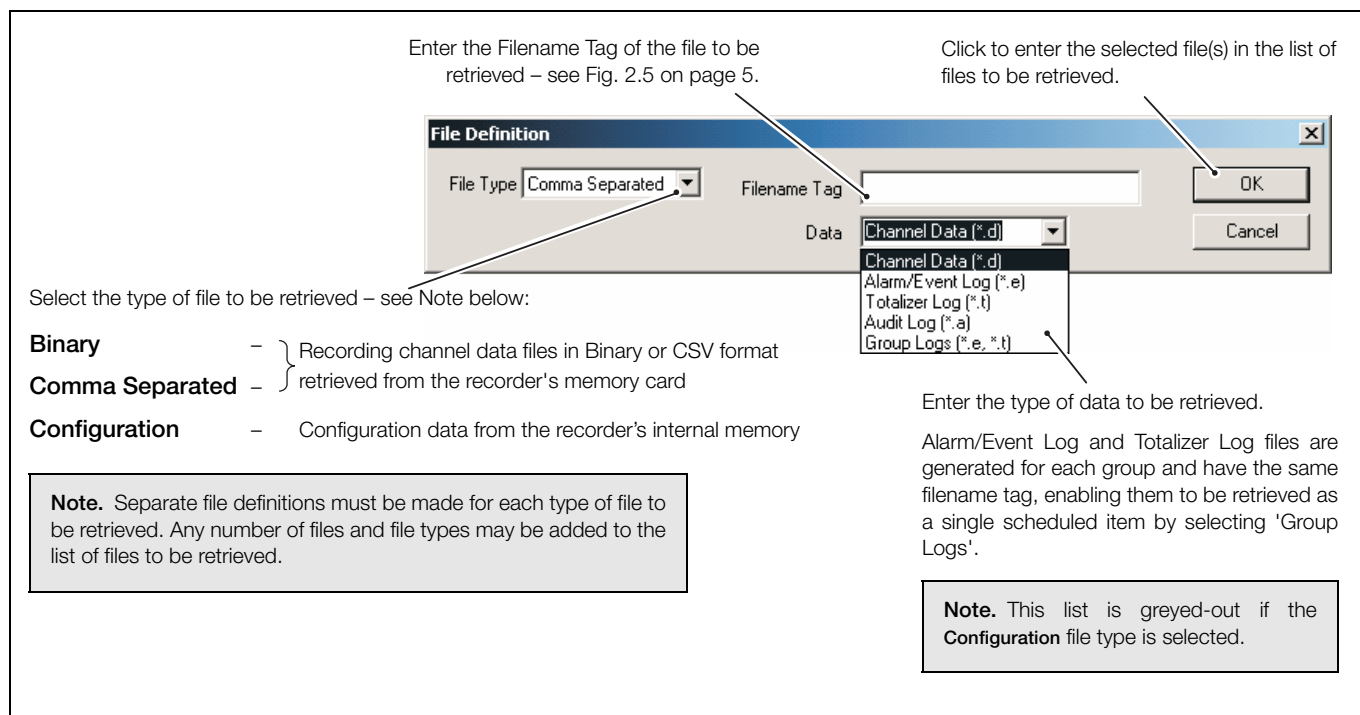 Enter the Filename Tag of the file to be
retrieved – see Fig. 2.5 on page 5.
Click to enter the selected file(s) in the list of
files to be retrieved.
File Definition
File Type Comma Separated
Filename Tag
OK
Data Channel Data (*.d)
Cancel
Channel Data (*.d)
Alarm/Event Log (*.e)
Totalizer Log (*.t)
Audit Log (*.a)
Group Logs (*.e, *.t)
Select the type of file to be retrieved – see Note below:
Binary –
Comma Separated –
Recording channel data files in Binary or CSV format
retrieved from the recorder's memory card
Configuration – Configuration data from the recorder's internal memory
Note. Separate file definitions must be made for each type of file to
be retrieved. Any number of files and file types may be added to the
list of files to be retrieved.
Enter the type of data to be retrieved.
Alarm/Event Log and Totalizer Log files are
generated for each group and have the same
filename tag, enabling them to be retrieved as
a single scheduled item by selecting 'Group
Logs'.
Note. This list is greyed-out if the
Configuration file type is selected.